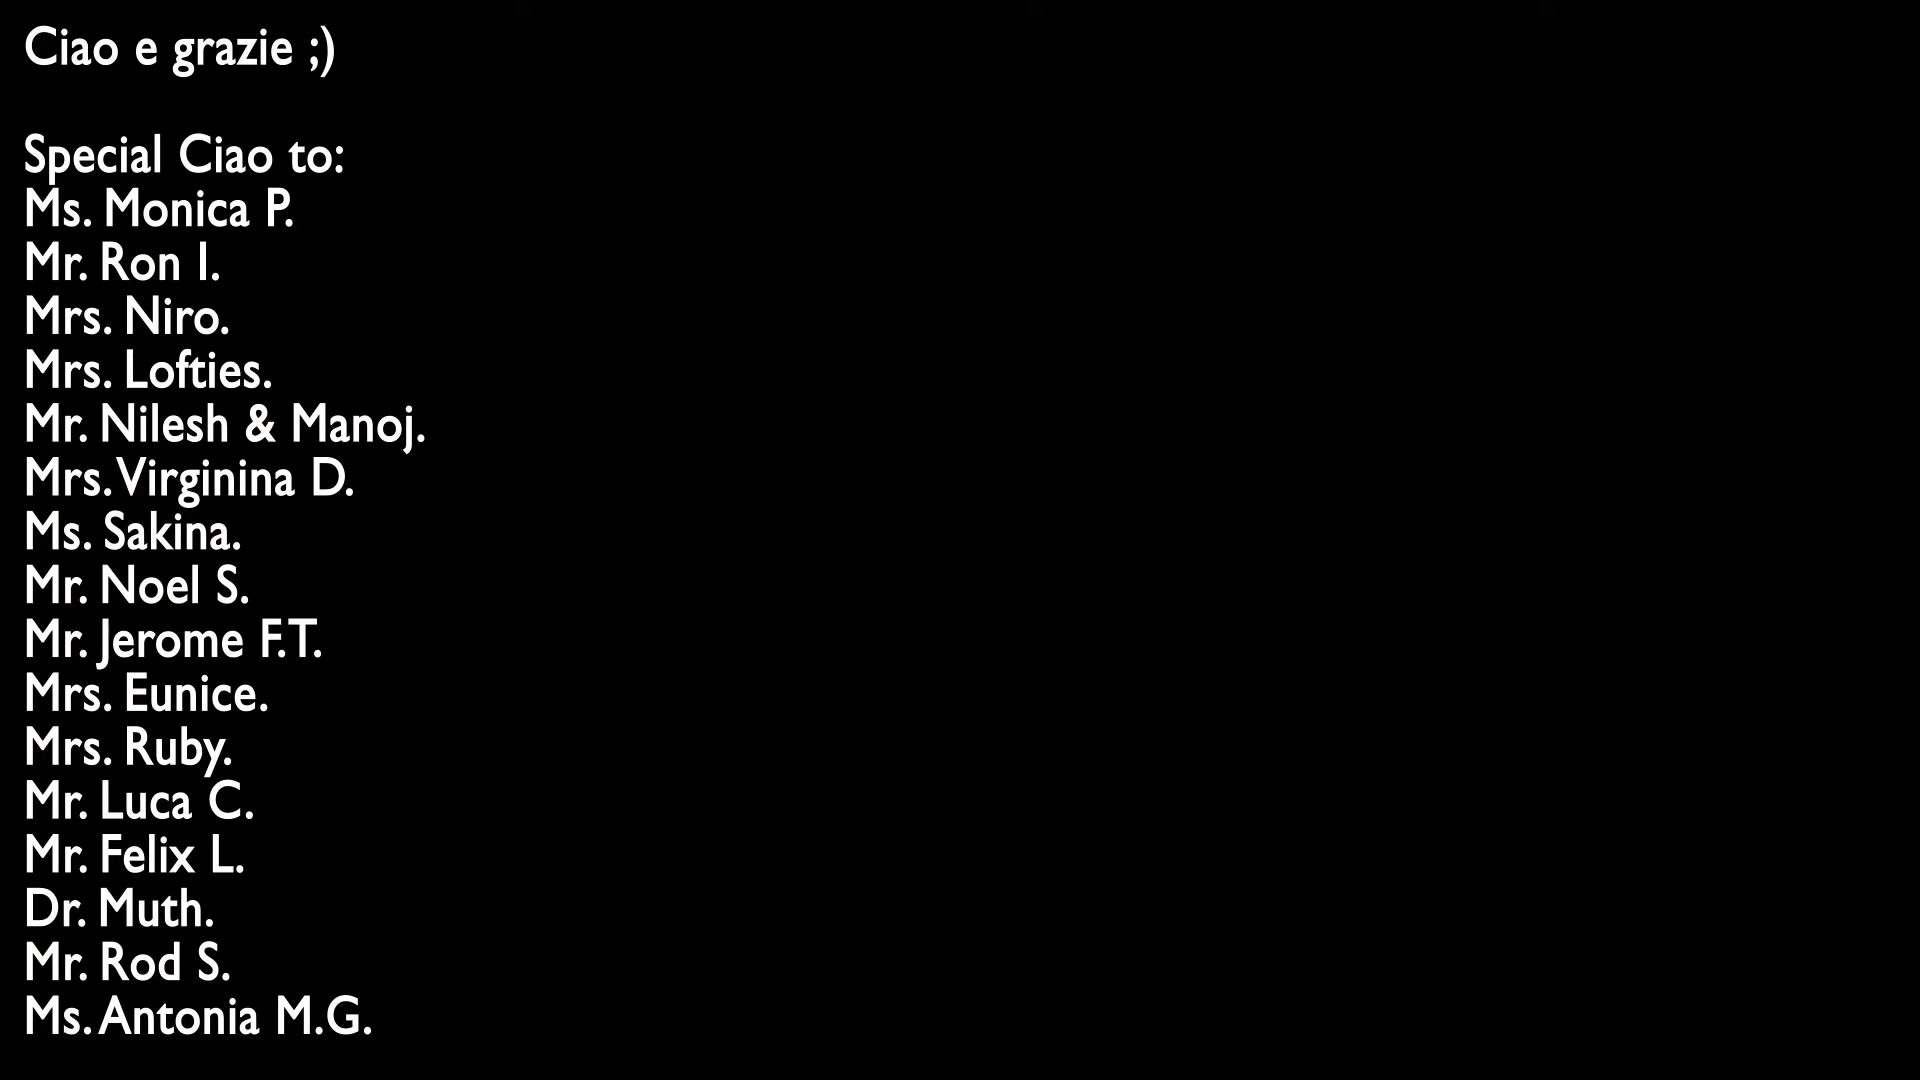 Ciao e grazie ;)
Special Ciao to:
Ms. Monica P.
Mr. Ron I.
Mrs. Niro.
Mrs. Lofties.
Mr. Nilesh & Manoj.
Mrs. Virginina D.
Ms. Sakina.
Mr. Noel S.
Mr. Jerome F.T.
Mrs. Eunice.
Mrs. Ruby.
Mr. Luca C.
Mr. Felix L.
Dr. Muth.
Mr. Rod S.
Ms. Antonia M.G.